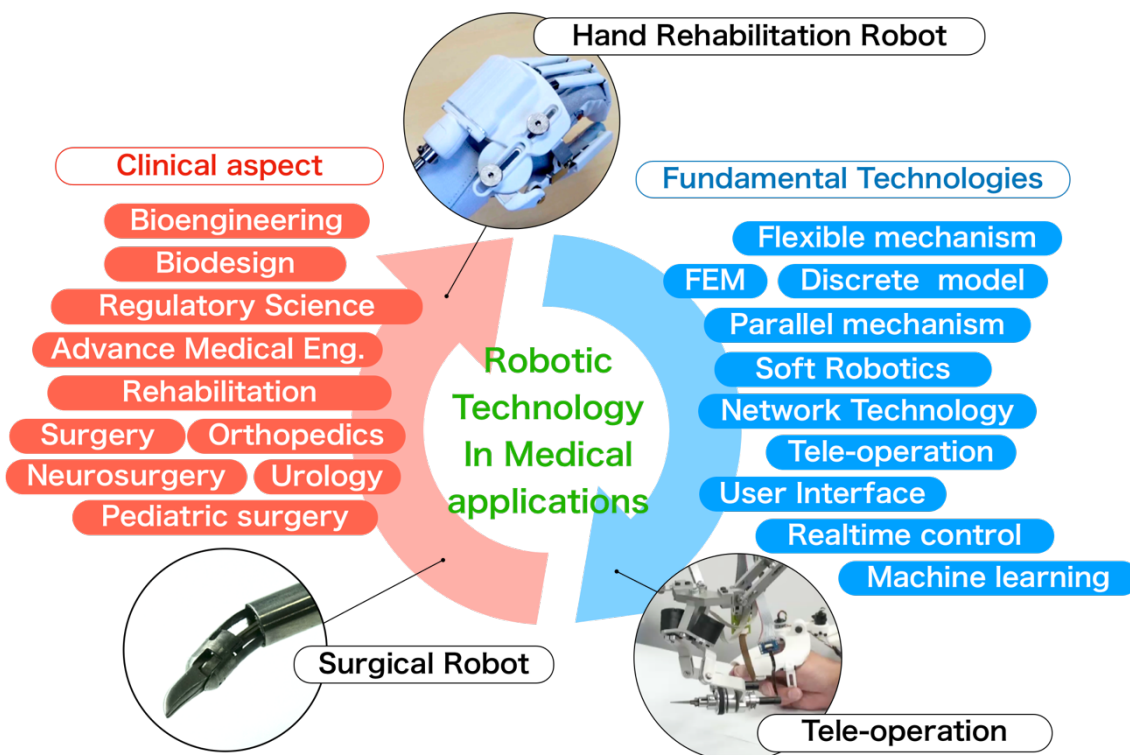 Hand Rehabilitation Robot
Clinical aspect
Bioengineering
Biodesign
Regulatory Science
Advance Medical Eng.
Rehabilitation
Surgery Orthopedics
Neurosurgery Urology
Pediatric surgery
Robotic
Technology
In Medical
applications
Fundamental Technologies
Flexible mechanism
FEM Discrete model
Parallel mechanism
Soft Robotics
Network Technology
Tele-operation
User Interface
Realtime control
Machine learning
Surgical Robot
Tele-operation